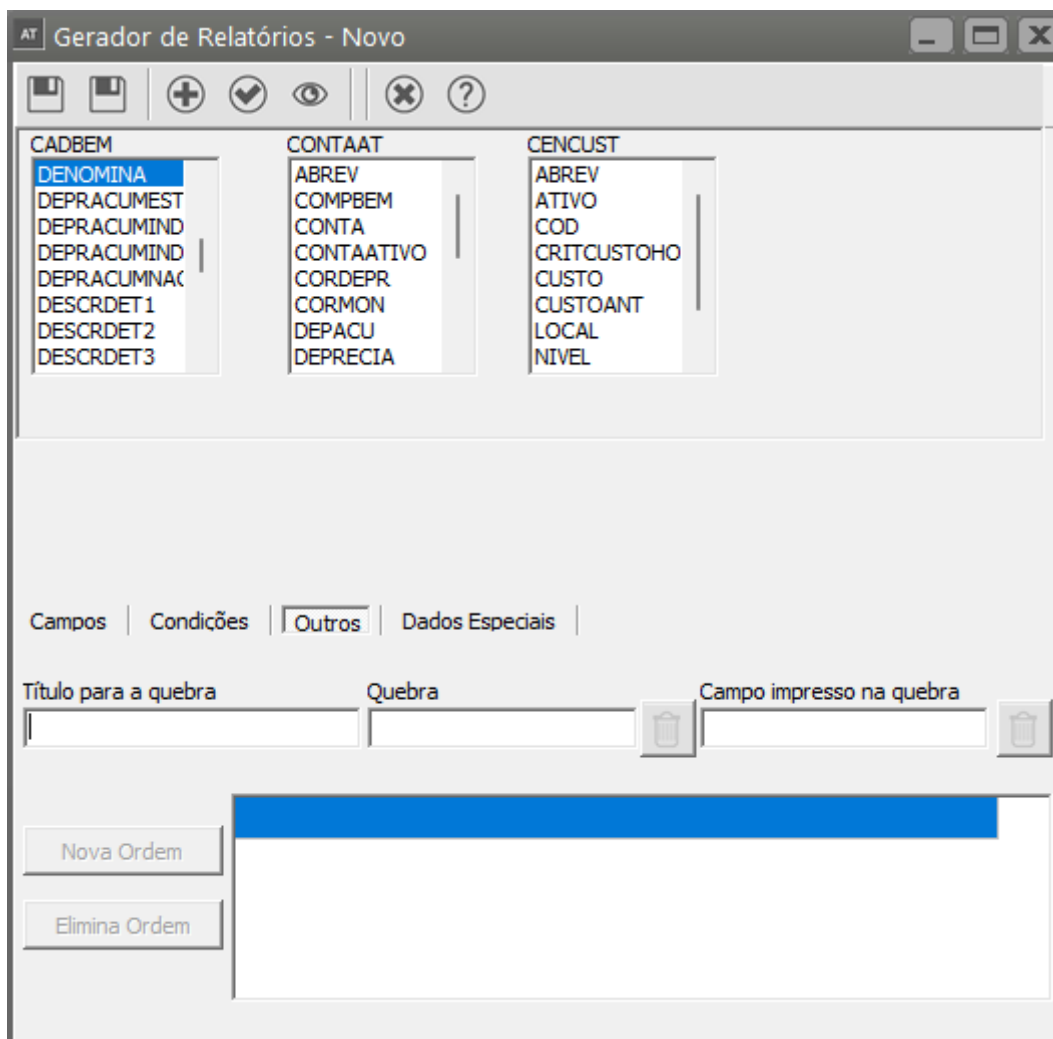 AT Gerador de Relatórios - Novo
CADBEM CONTAAT CENCUST
DENOMINA ABREV ABREV
DEPRACUMEST COMPBEM ATIVO
DEPRACUMIND CONTA COD
DEPRACUMIND CONTAATIVO CRITCUSTOHO
DEPRACUMNAC CORDEPR CUSTO
DESCRDET1 CORMON CUSTOANT
DESCRDET2 DEPACU LOCAL
DESCRDET3 DEPRECIA NIVEL
Campos Condições Outros Dados Especiais
Título para a quebra Quebra Campo impresso na quebra
Nova Ordem
Elimina Ordem